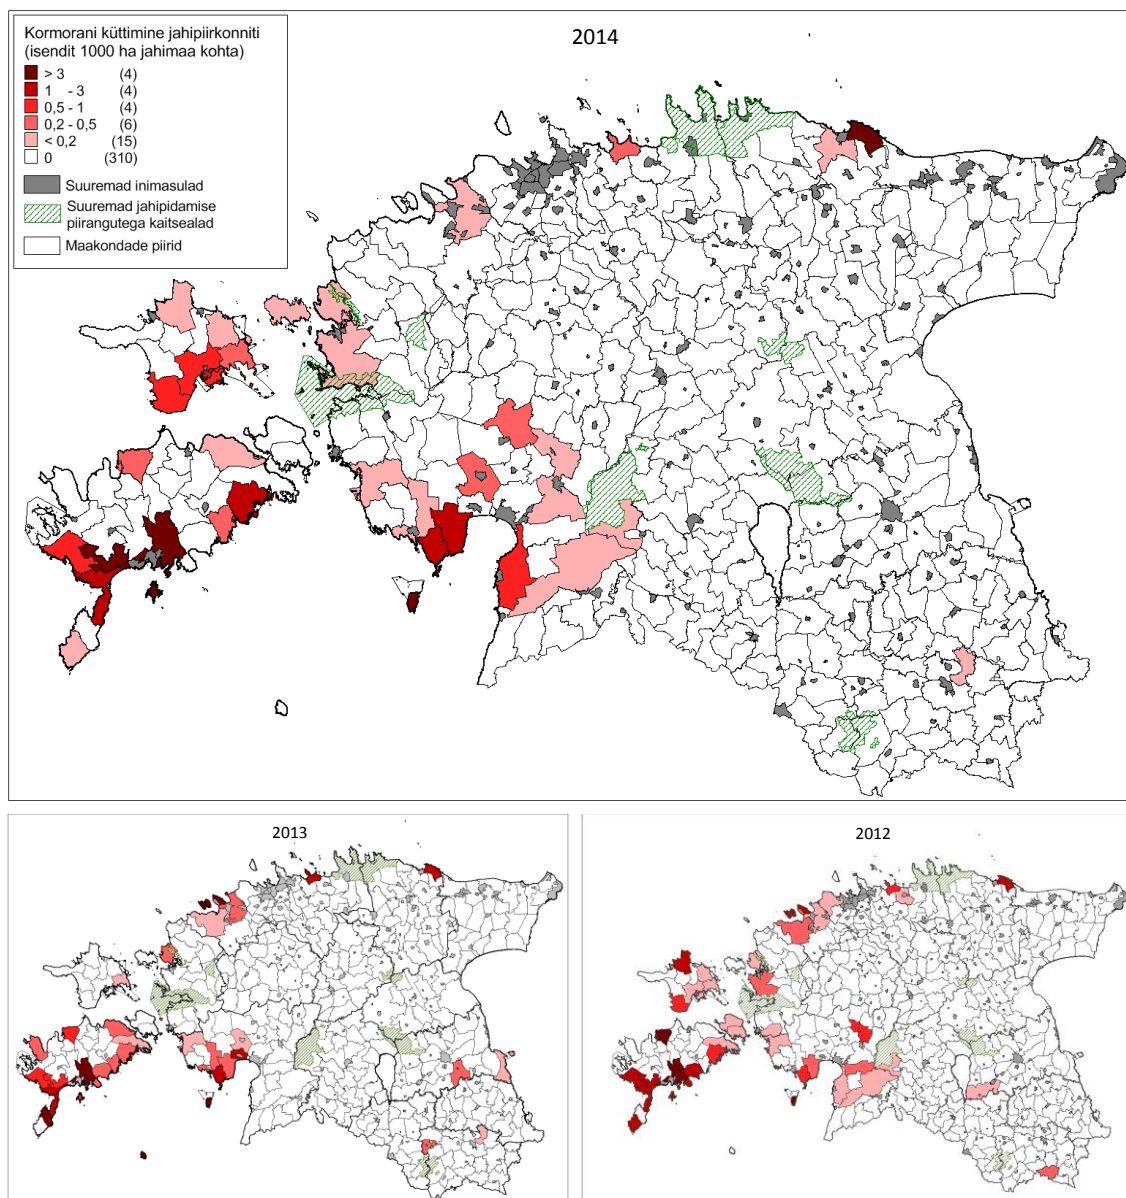 Kormorani küttimine jahipiirkonniti
(isendit 1000 ha jahimaa kohta)
> 3 (4)
1 - 3 (4)
0,5 - 1 (4)
0,2 - 0,5 (6)
< 0,2 (15)
0 (310)
Suuremad inimasulad
Suuremad jahipidamise
piirangutega kaitsealad
Maakondade piirid
2014
2013
2012